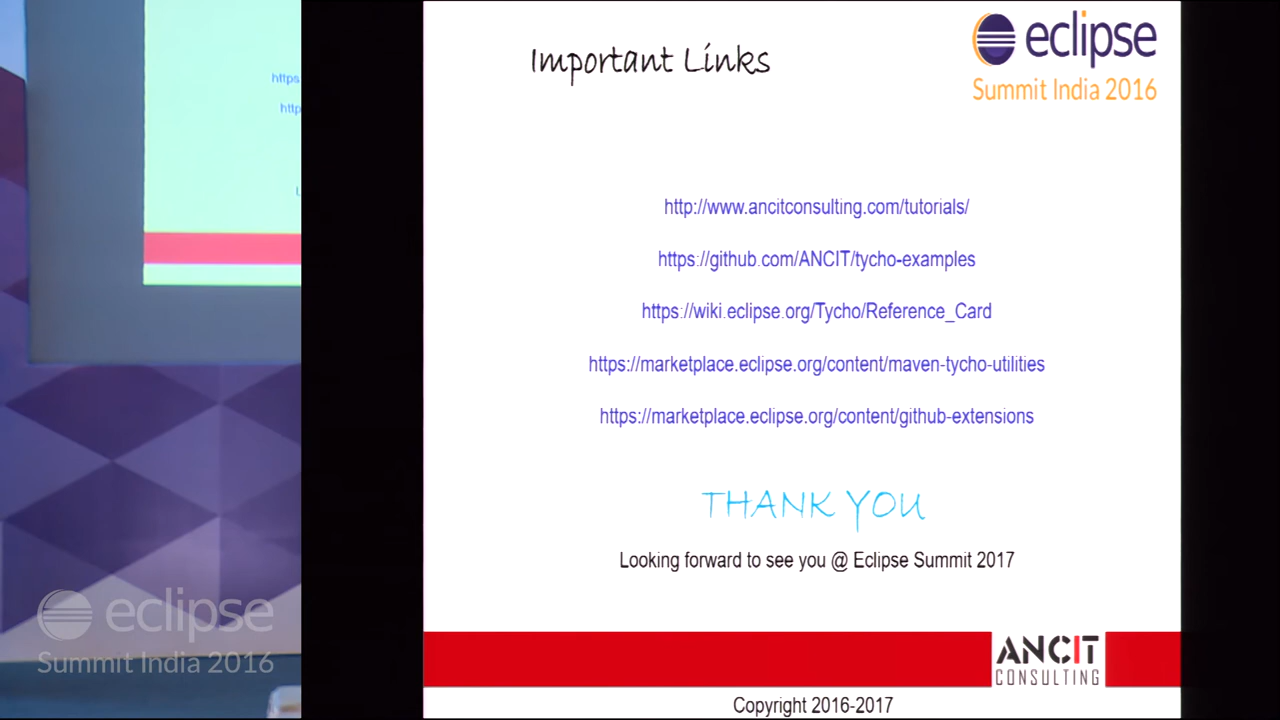 Important Links
eclipse
Summit India 2016
http://www.ancitconsulting.com/tutorials/
https://github.com/ANCIT/tycho-examples
https://wiki.eclipse.org/Tycho/Reference_Card
https://marketplace.eclipse.org/content/maven-tycho-utilities
https://marketplace.eclipse.org/content/github-extensions
THANK YOU
Looking forward to see you @ Eclipse Summit 2017
ANCIT
CONSULTING
Copyright 2016-2017
https
http
eclipse
Summit India 2016